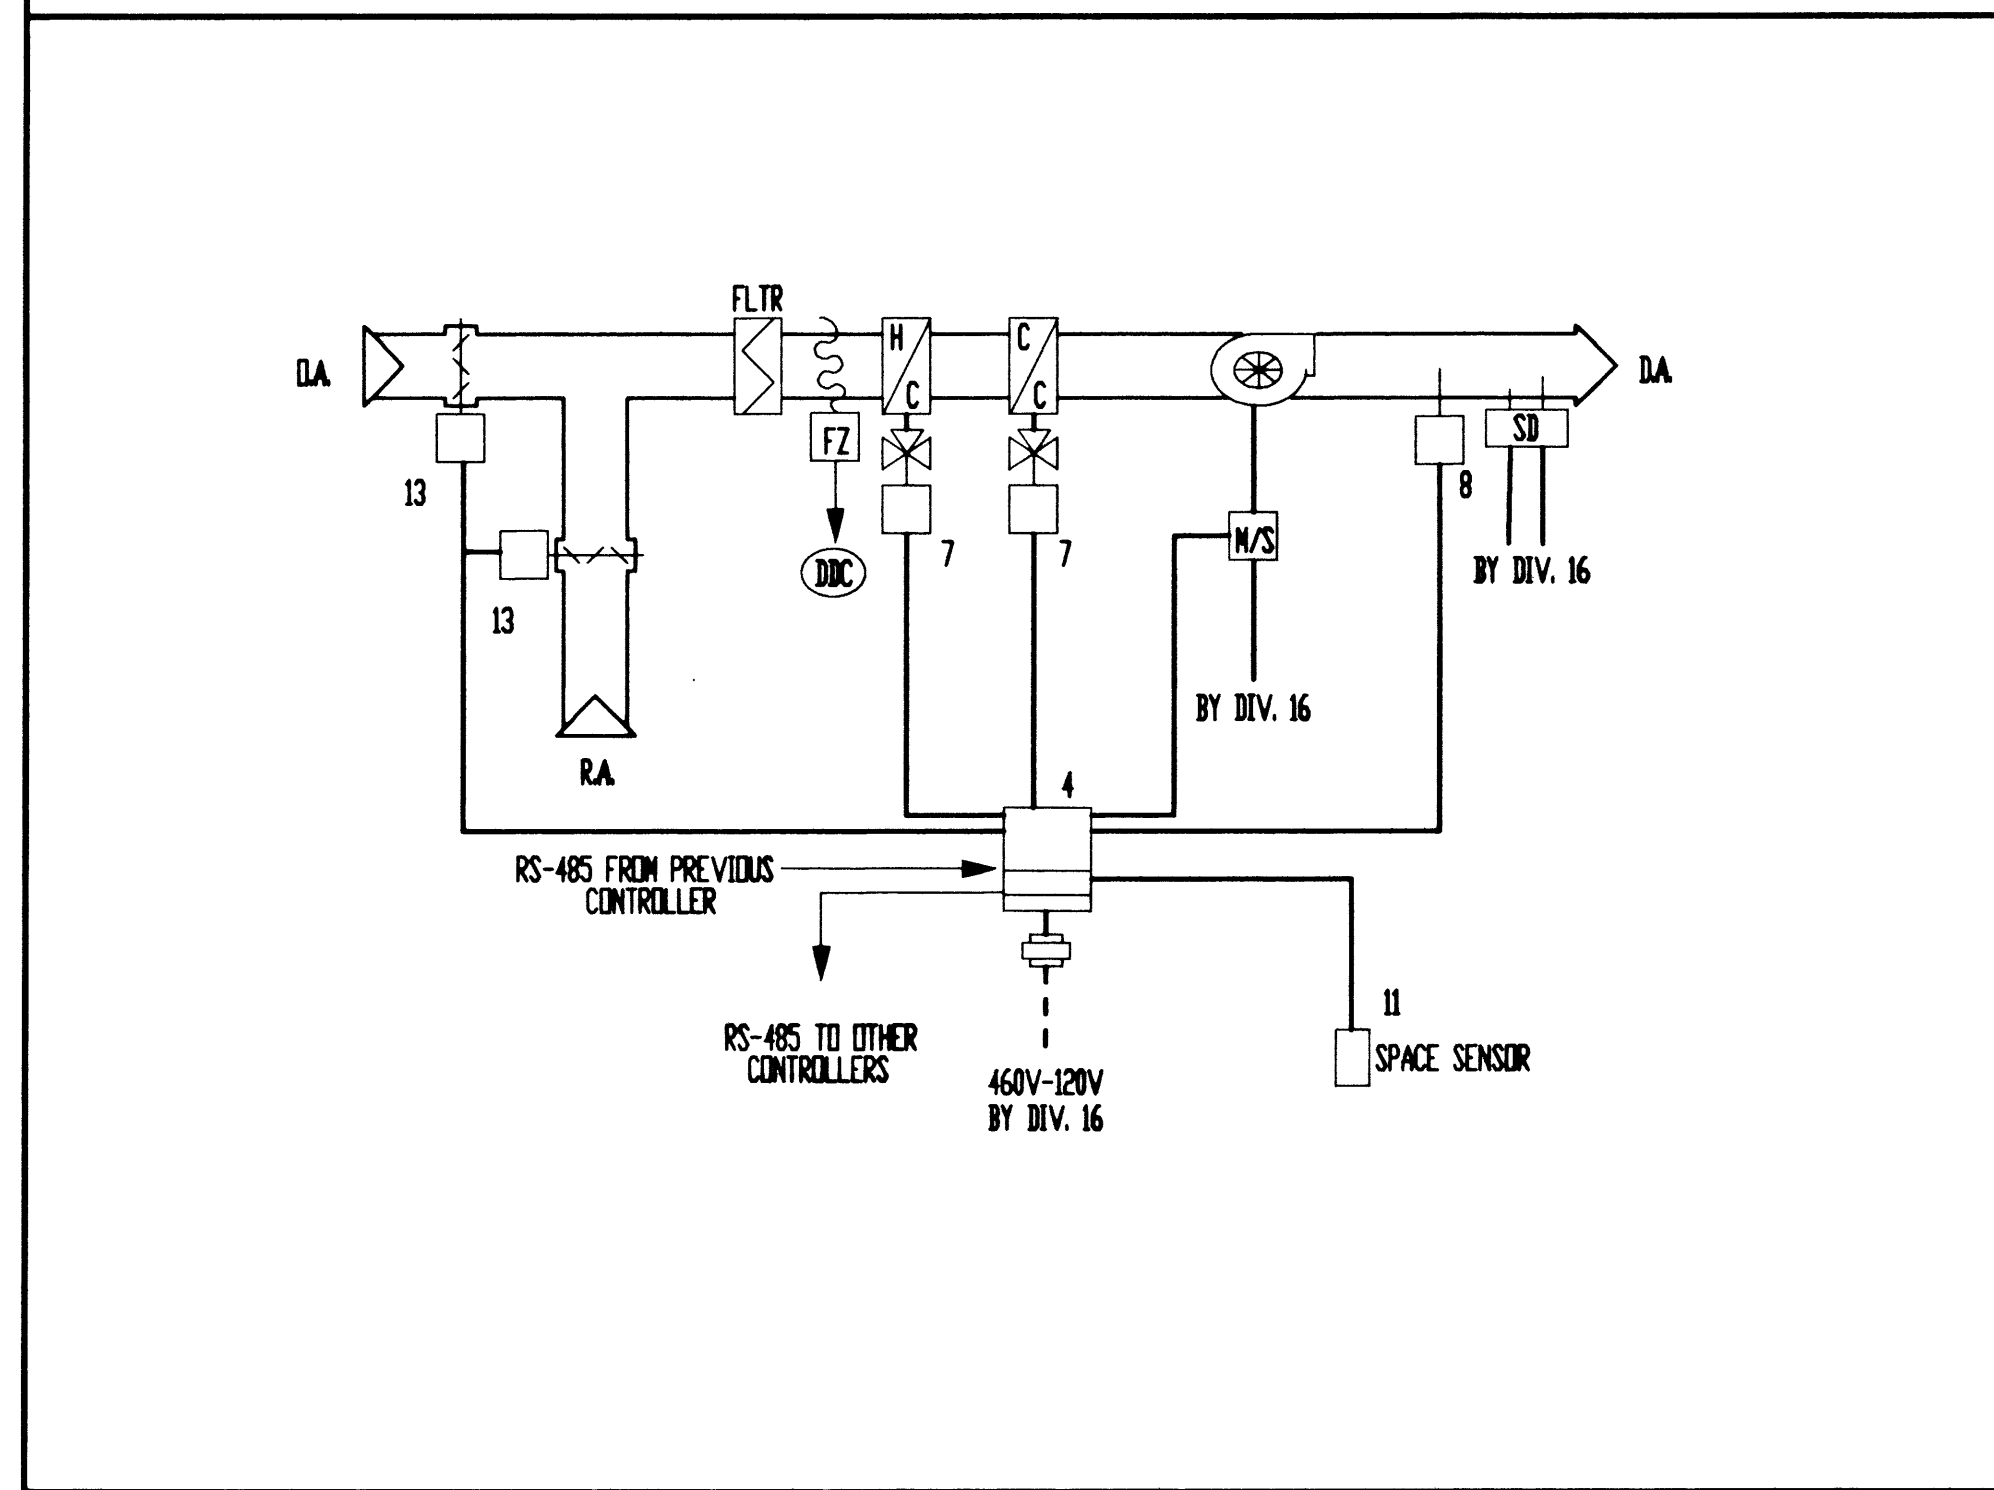 FLTR
O.A.
H
C
C
C
D.A.
FZ
SD
13
8
7
7
M/S
DDC
BY DIV. 16
13
BY DIV. 16
R.A.
4
RS-485 FROM PREVIOUS
CONTROLLER
11
RS-485 TO OTHER
CONTROLLERS
SPACE SENSOR
460V-120V
BY DIV. 16